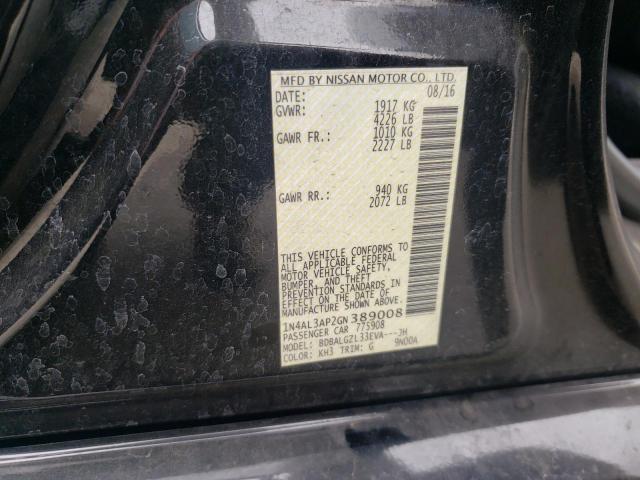 MFD BY NISSAN MOTOR CO., LTD.
DATE: 08/16
GVWR: 1917 KG
4226 LB
GAWR FR.: 1010 KG
2227 LB
GAWR RR.: 940 KG
2072 LB
THIS VEHICLE CONFORMS TO
ALL APPLICABLE FEDERAL
MOTOR VEHICLE SAFETY,
BUMPER, AND THEFT
PREVENTION STANDARDS IN
EFFECT ON THE DATE OF
MANUFACTURE SHOWN ABOVE.
1N4AL3AP2GN389008
PASSENGER CAR 775908
MODEL: BDBALGZL33EVA---JH
COLOR: KH3 TRIM: G 9N00A